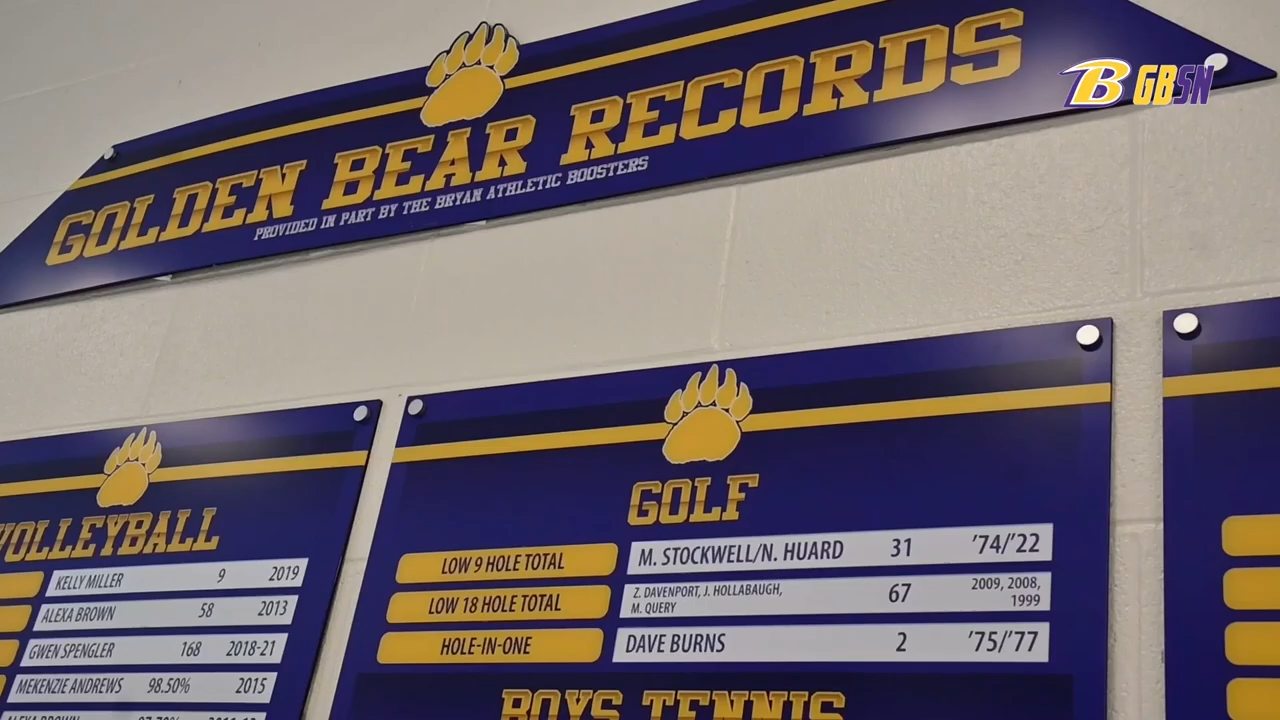 B GBSN
GOLDEN BEAR RECORDS
PROVIDED IN PART BY THE BRYAN ATHLETIC BOOSTERS
VOLLEYBALL
KELLY MILLER 9 2019
ALEXA BROWN 58 2013
GWEN SPENGLER 168 2018-21
MEKENZIE ANDREWS 98.50% 2015
ALEXA BROWN
GOLF
LOW 9 HOLE TOTAL M. STOCKWELL/N. HUARD 31 '74/'22
LOW 18 HOLE TOTAL Z. DAVENPORT, J. HOLLABAUGH, 67 2009, 2008,
M. QUERY 1999
HOLE-IN-ONE DAVE BURNS 2 '75/'77
BOYS TENNIS